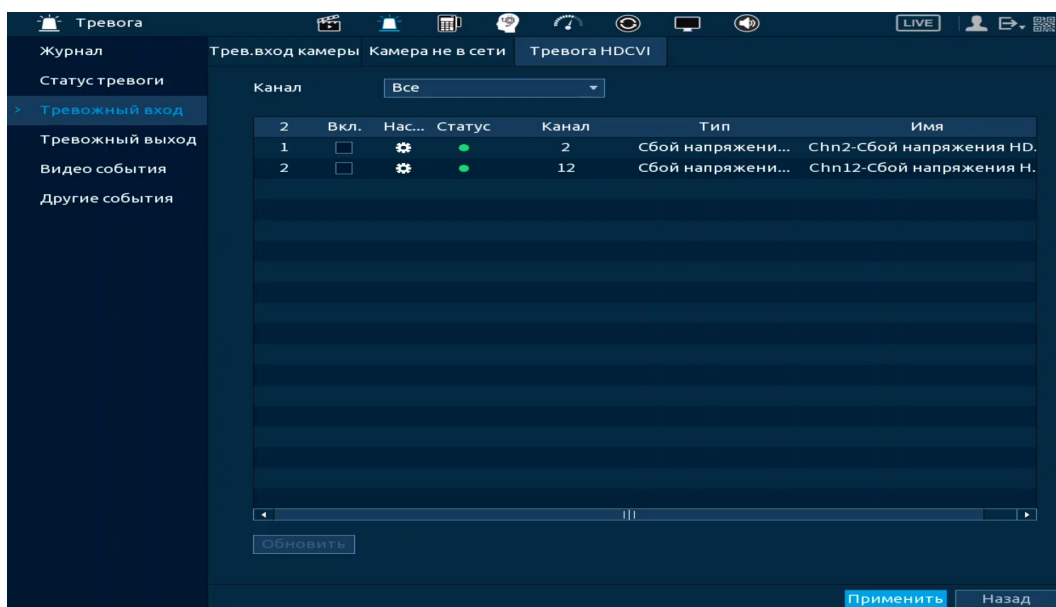 Тревога
LIVE
Журнал
Статус тревоги
> Тревожный вход
Тревожный выход
Видео события
Другие события
Трев.вход камеры Камера не в сети Тревога HDCVI
Канал Все
2 Вкл. Нас... Статус Канал Тип Имя
1 2 Сбой напряжени... Chn2-Сбой напряжения HD.
2 12 Сбой напряжени... Chn12-Сбой напряжения H.
Обновить
Применить Назад